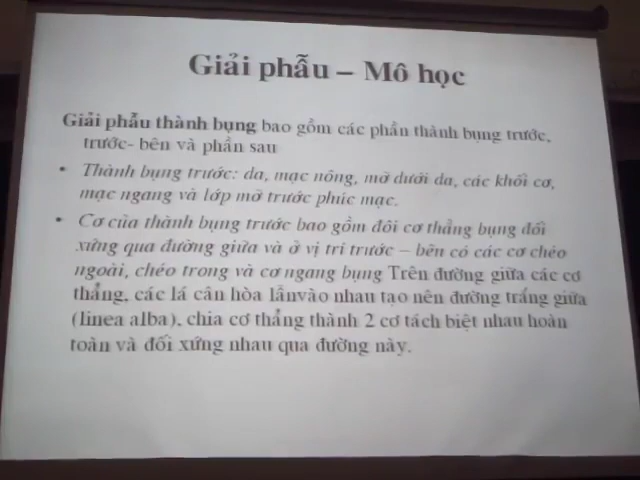 Giải phẫu – Mô học
Giải phẫu thành bụng bao gồm các phần thành bụng trước,
trước- bên và phần sau
• Thành bụng trước: da, mạc nông, mỡ dưới da, các khối cơ,
mạc ngang và lớp mỡ trước phúc mạc.
• Cơ của thành bụng trước bao gồm đôi cơ thẳng bụng đối
xứng qua đường giữa và ở vị trí trước – bên có các cơ chéo
ngoài, chéo trong và cơ ngang bụng Trên đường giữa các cơ
thẳng, các lá cân hòa lẫnvào nhau tạo nên đường trắng giữa
(linea alba), chia cơ thẳng thành 2 cơ tách biệt nhau hoàn
toàn và đối xứng nhau qua đường này.